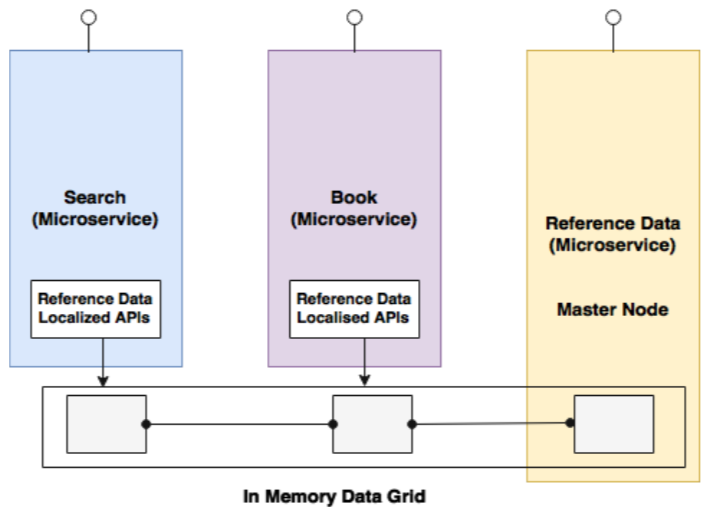 Search
(Microservice)
Reference Data
Localized APIs
Book
(Microservice)
Reference Data
Localised APIs
Reference Data
(Microservice)
Master Node
In Memory Data Grid